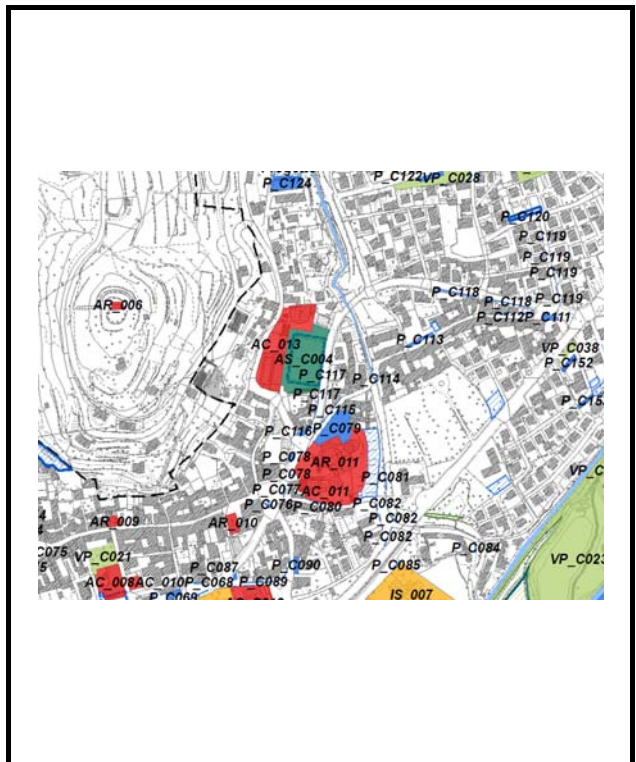 P_C124
P_C122
VP_C028
P_C120
P_C119
P_C119
P_C119
P_C118
P_C118
P_C119
AR_006
P_C112
P_C111
P_C113
AC_013
VP_C038
AS_C004
P_C152
P_C117
P_C114
P_C117
P_C115
P_C116
P_C079
P_C078
AR_011
P_C078
P_C081
P_C077
AC_011
P_C076
P_C080
P_C082
AR_009
AR_010
P_C082
P_C082
C075
VP_C021
P_C084
P_C087
P_C090
P_C085
VP_C023
AC_008
AC_010
P_C068
P_C089
P_C069
IS_007